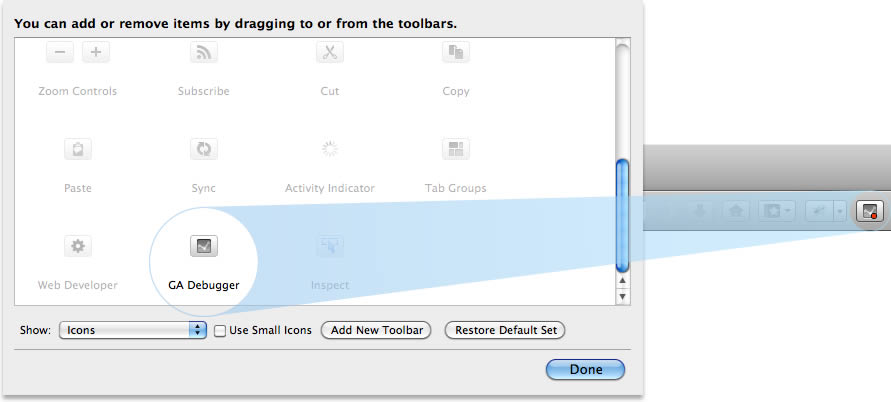 You can add or remove items by dragging to or from the toolbars.
Zoom Controls Subscribe Cut Copy
Paste Sync Activity Indicator Tab Groups
Web Developer GA Debugger Inspect
Show: Icons Use Small Icons Add New Toolbar Restore Default Set
Done